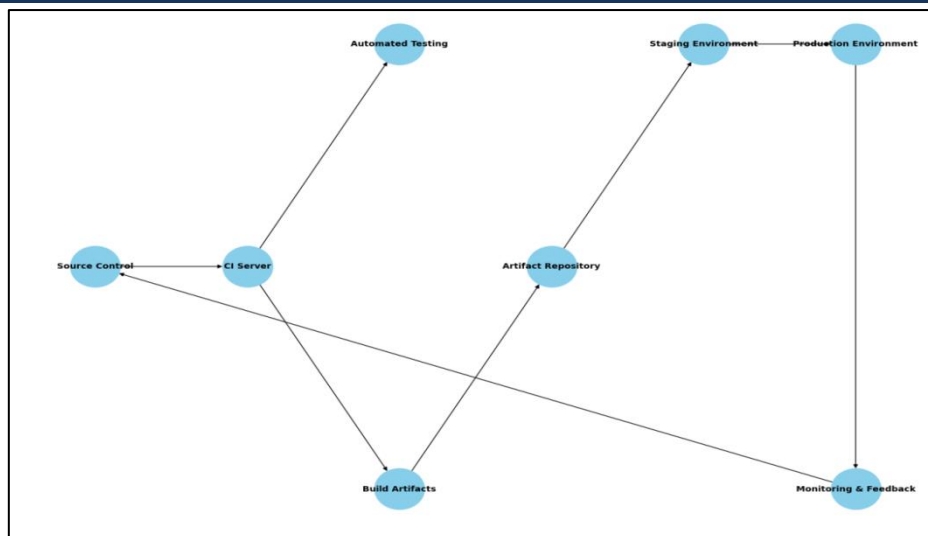 Automated Testing
Staging Environment
Production Environment
Source Control
CI Server
Artifact Repository
Build Artifacts
Monitoring & Feedback